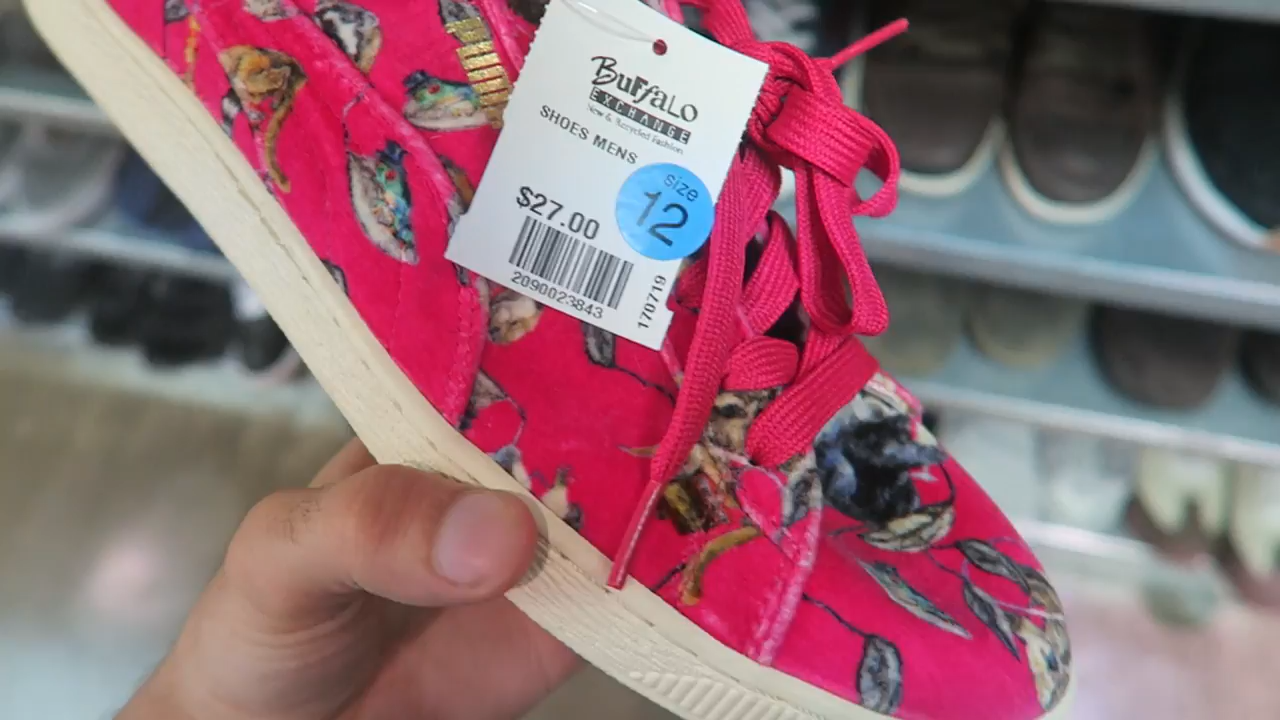 Buffalo
EXCHANGE
New & Recycled Fashion
SHOES MENS
size
12
$27.00
2090023843
170719